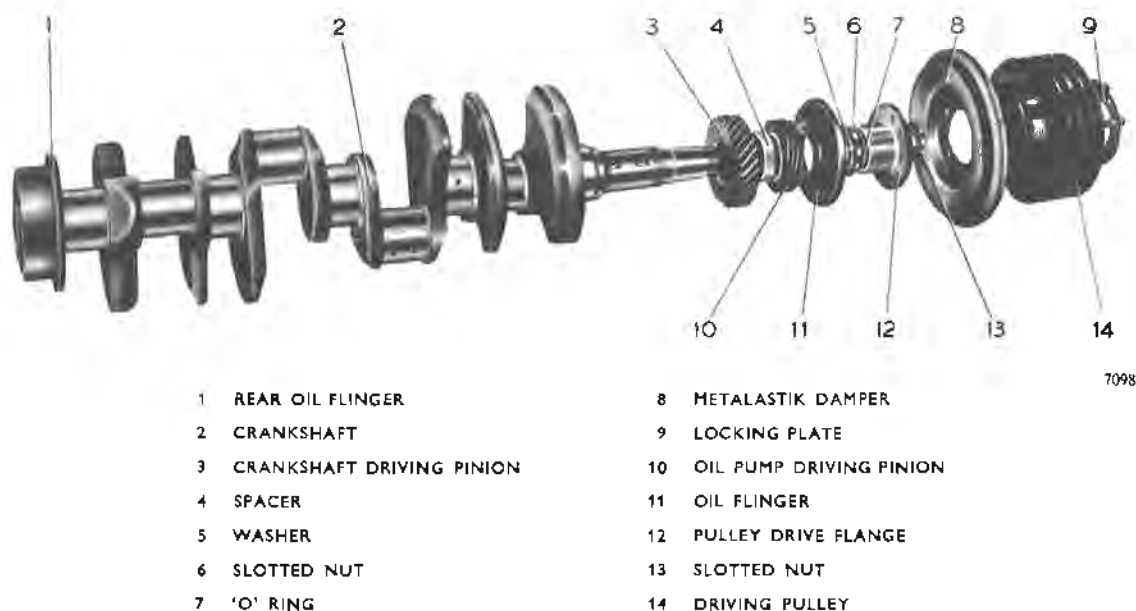 1 2 3 4 5 6 7 8 9
10 11 12 13 14
7098
1 REAR OIL FLINGER
2 CRANKSHAFT
3 CRANKSHAFT DRIVING PINION
4 SPACER
5 WASHER
6 SLOTTED NUT
7 'O' RING
8 METALASTIK DAMPER
9 LOCKING PLATE
10 OIL PUMP DRIVING PINION
11 OIL FLINGER
12 PULLEY DRIVE FLANGE
13 SLOTTED NUT
14 DRIVING PULLEY